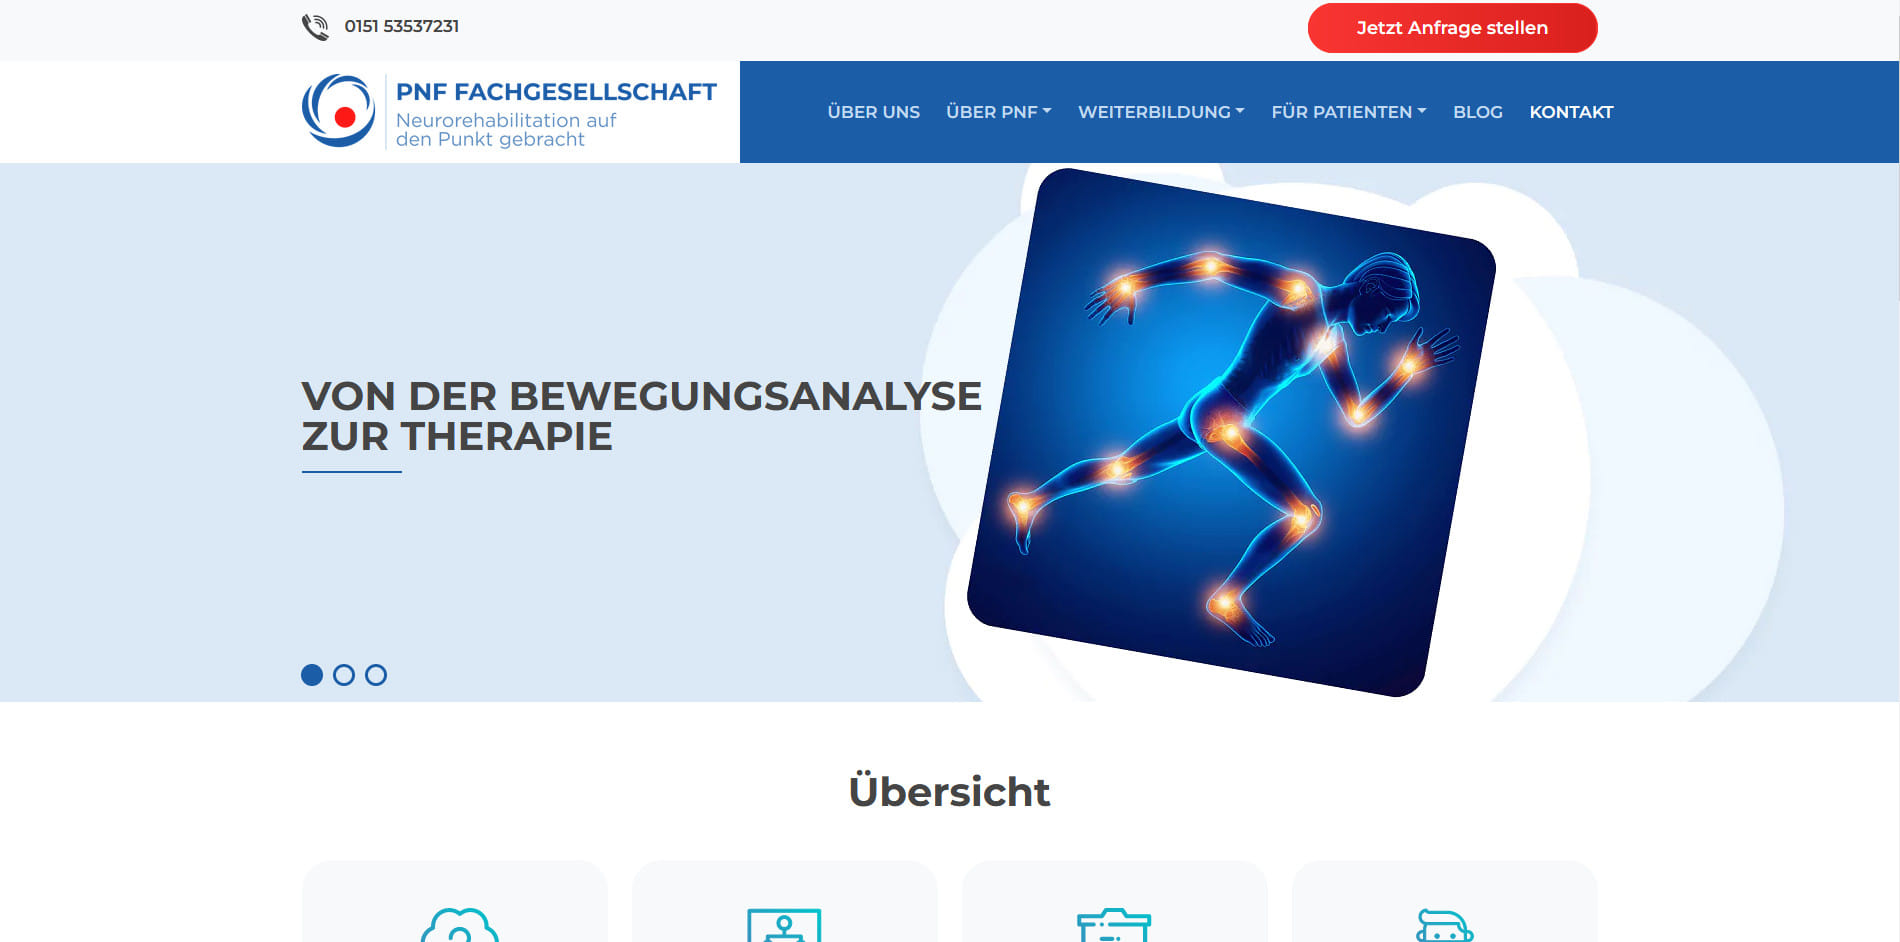 0151 53537231
Jetzt Anfrage stellen
PNF FACHGESELLSCHAFT
Neurorehabilitation auf
den Punkt gebracht
ÜBER UNS
ÜBER PNF
WEITERBILDUNG
FÜR PATIENTEN
BLOG
KONTAKT
VON DER BEWEGUNGSANALYSE
ZUR THERAPIE
Übersicht